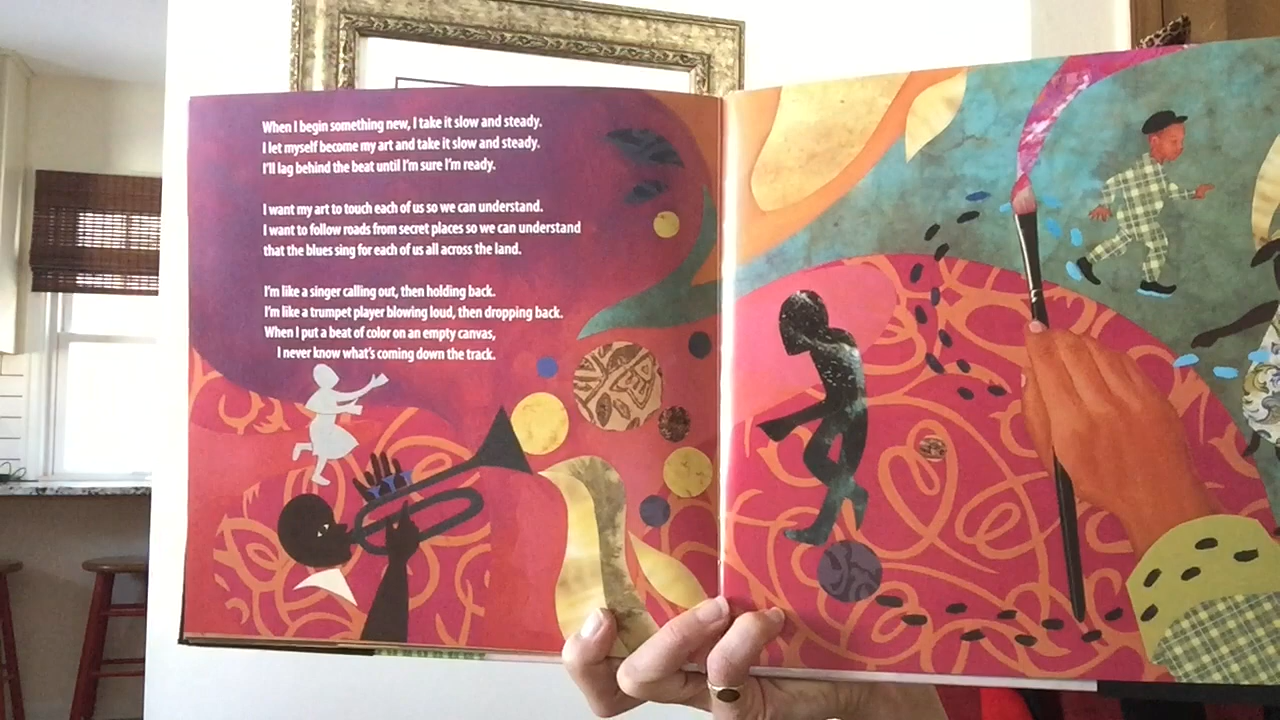 When I begin something new, I take it slow and steady.
I let myself become my art and take it slow and steady.
I'll lag behind the beat until I'm sure I'm ready.
I want my art to touch each of us so we can understand.
I want to follow roads from secret places so we can understand
that the blues sing for each of us all across the land.
I'm like a singer calling out, then holding back.
I'm like a trumpet player blowing loud, then dropping back.
When I put a beat of color on an empty canvas,
I never know what's coming down the track.